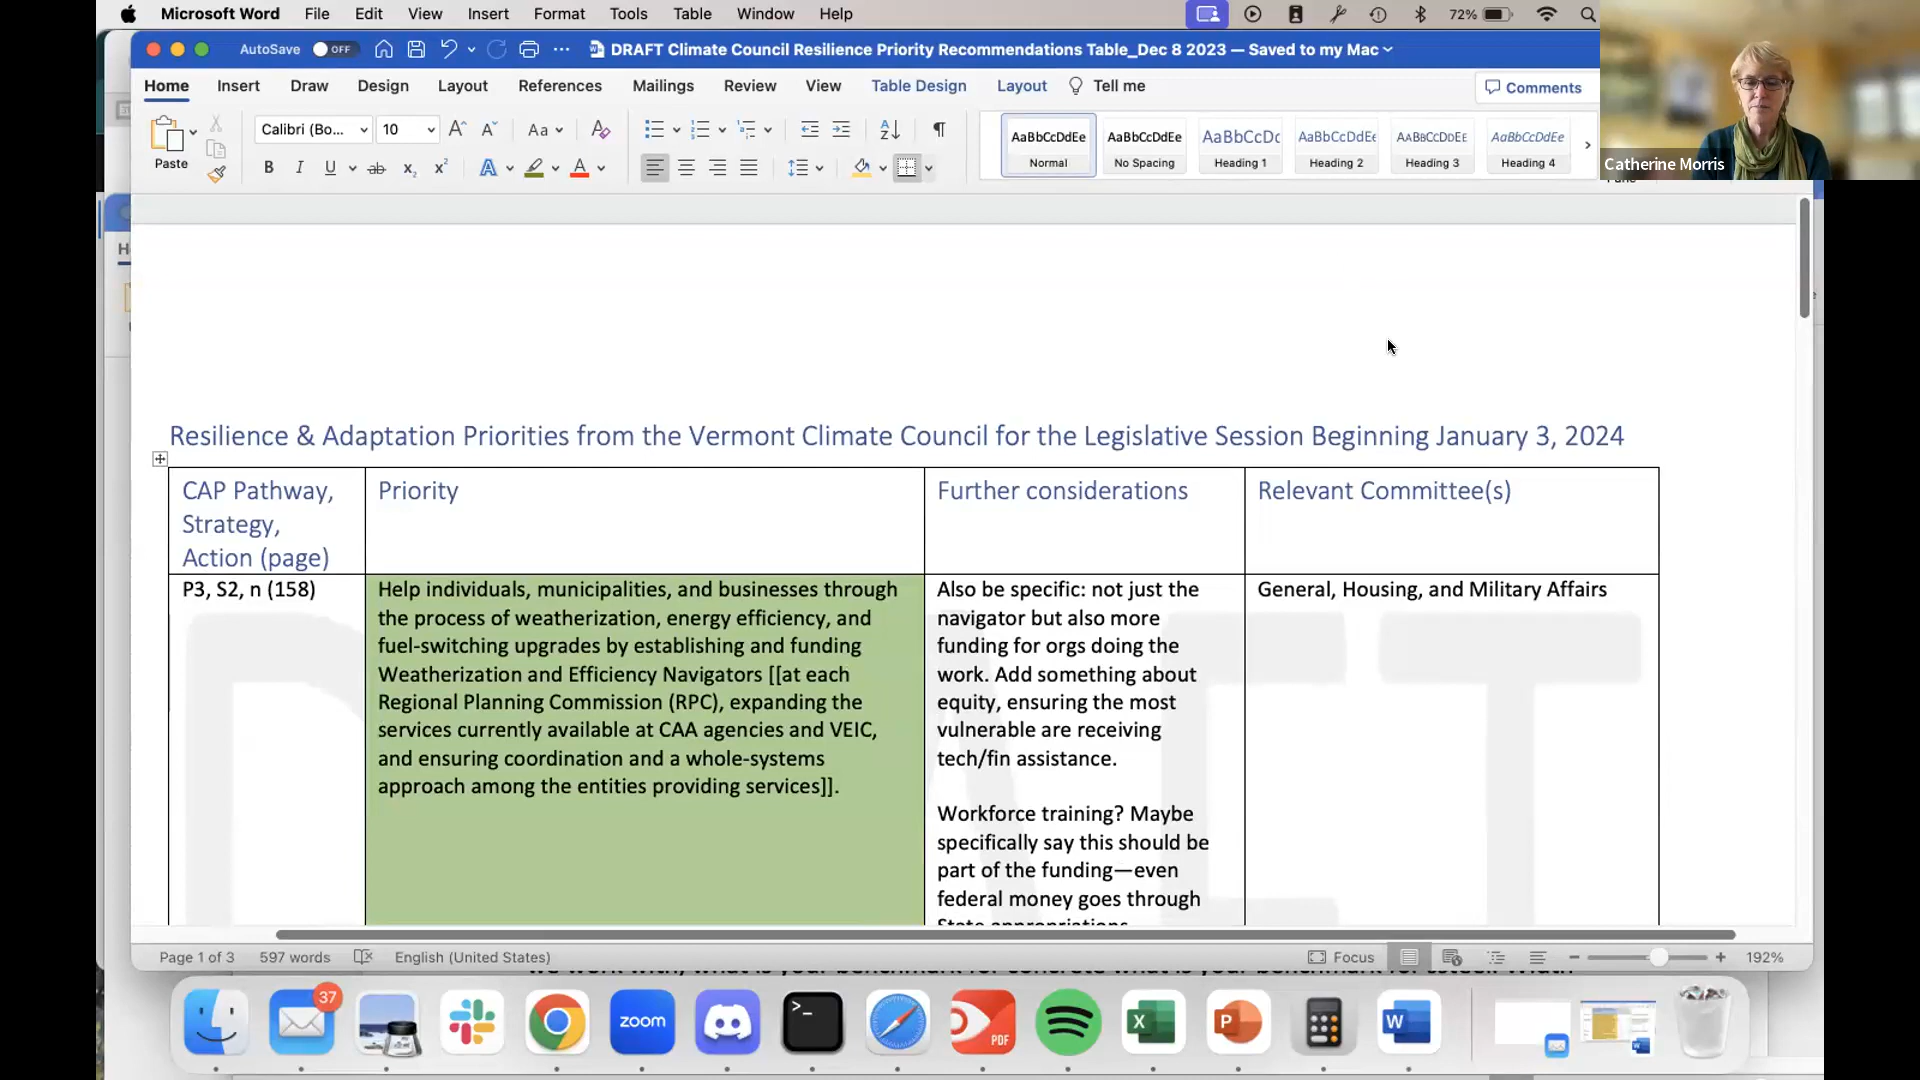 Microsoft Word File Edit View Insert Format Tools Table Window Help 72%
AutoSave OFF DRAFT Climate Council Resilience Priority Recommendations Table_Dec 8 2023 — Saved to my Mac
Home Insert Draw Design Layout References Mailings Review View Table Design Layout Tell me Comments
Calibri (Bo... 10 Aa
Paste
B I U ab x₂ x² A A
AaBbCcDdEe AaBbCcDdEe AaBbCcDc AaBbCcDdEe AaBbCcDdEe AaBbCcDdEe
Normal No Spacing Heading 1 Heading 2 Heading 3 Heading 4
Catherine Morris
Resilience & Adaptation Priorities from the Vermont Climate Council for the Legislative Session Beginning January 3, 2024
CAP Pathway,
Strategy,
Action (page)
Priority
Further considerations
Relevant Committee(s)
P3, S2, n (158)
Help individuals, municipalities, and businesses through
the process of weatherization, energy efficiency, and
fuel-switching upgrades by establishing and funding
Weatherization and Efficiency Navigators [[at each
Regional Planning Commission (RPC), expanding the
services currently available at CAA agencies and VEIC,
and ensuring coordination and a whole-systems
approach among the entities providing services]].
Also be specific: not just the
navigator but also more
funding for orgs doing the
work. Add something about
equity, ensuring the most
vulnerable are receiving
tech/fin assistance.
Workforce training? Maybe
specifically say this should be
part of the funding—even
federal money goes through
State appropriations
General, Housing, and Military Affairs
Page 1 of 3 597 words English (United States) Focus 192%
37
zoom
PDF
X
P
W